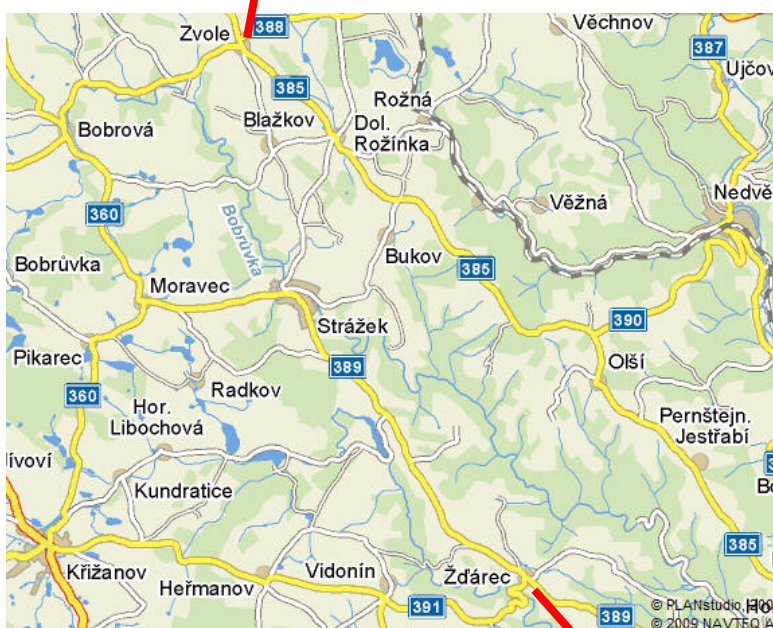 Zvole
388
Věchnov
387
Ujčov
385
Rožná
Blažkov
Dol.
Rožínka
Bobrová
Nedvě
360
Bobrůvka
Věžná
Bukov
385
Bobrůvka
Moravec
390
Strážek
Pikarec
389
Olší
Radkov
360
Hor.
Libochová
Pernštejn.
Jestřabí
Jívoví
Kundratice
385
Křižanov
Heřmanov
Vidonín
Žďárec
391
389
© PLANstudio,
© 2009 NAVTEQ